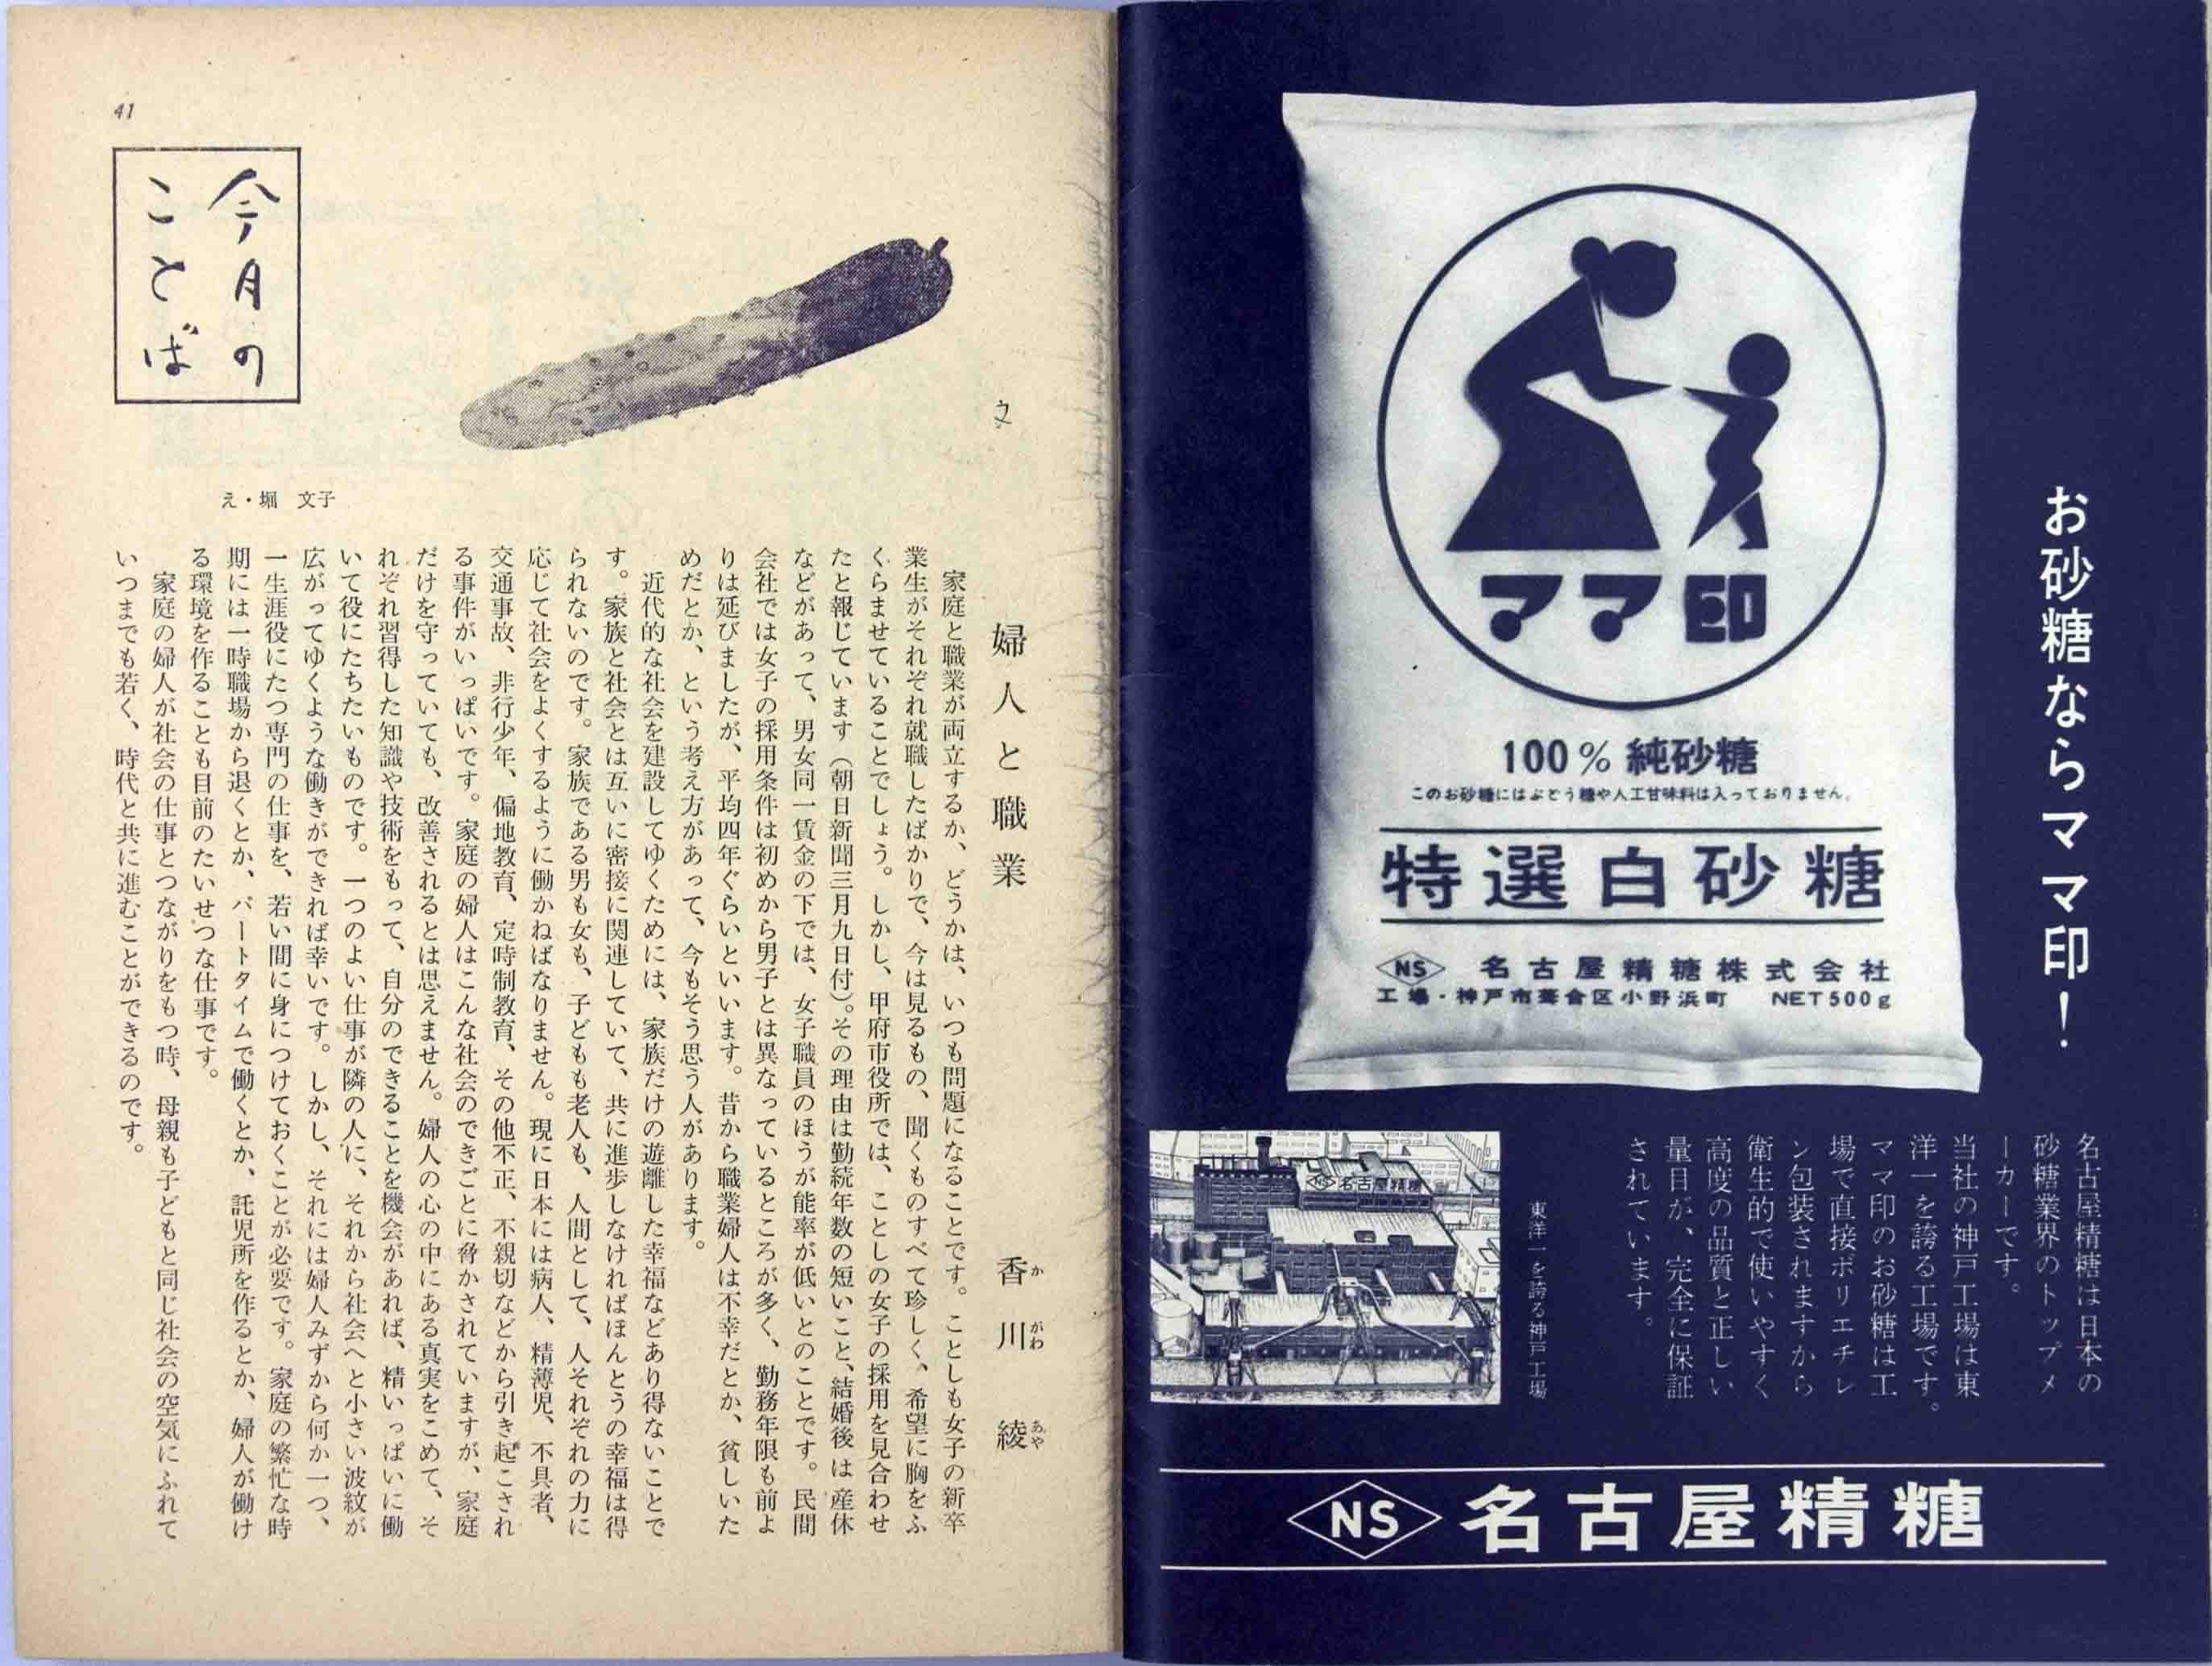 お砂糖ならママ印！
ママ印
100％純砂糖
このお砂糖にはぶどう糖や人工甘味料は入っておりません。
特選白砂糖
NS 名古屋精糖株式会社
工場・神戸市葺合区小野浜町 NET500g
名古屋精糖は日本の
砂糖業界のトップメ
ーカーです。
当社の神戸工場は東
洋一を誇る工場です。
ママ印のお砂糖は工
場で直接ポリエチレ
ン包装されますから
衛生的で使いやすく
高度の品質と正しい
量目が、完全に保証
されています。
東洋一を誇る神戸工場
NS 名古屋精糖
NS 名古屋精糖
41
今月の
ことば
え・堀 文子
婦人と職業
香川 綾
かがわ あや
家庭と職業が両立するか、どうかは、いつも問題になることです。ことしも女子の新卒
業生がそれぞれ就職したばかりで、今は見るもの、聞くものすべて珍しく、希望に胸をふ
くらませていることでしょう。しかし、甲府市役所では、ことしの女子の採用を見合わせ
たと報じています（朝日新聞三月九日付）。その理由は勤続年数の短いこと、結婚後は産休
などがあって、男女同一賃金の下では、女子職員のほうが能率が低いとのことです。民間
会社では女子の採用条件は初めから男子とは異なっているところが多く、勤務年限も前よ
りは延びましたが、平均四年ぐらいといいます。昔から職業婦人は不幸だとか、貧しいた
めだとか、という考え方があって、今もそう思う人があります。
近代的な社会を建設してゆくためには、家族だけの遊離した幸福などあり得ないことで
す。家族と社会とは互いに密接に関連していて、共に進歩しなければほんとうの幸福は得
られないのです。家族である男も女も、子どもも老人も、人間として、人それぞれの力に
応じて社会をよくするように働かねばなりません。現に日本には病人、精薄児、不具者、
交通事故、非行少年、偏地教育、定時制教育、その他不正、不親切などから引き起こされ
る事件がいっぱいです。家庭の婦人はこんな社会のできごとに脅かされていますが、家庭
だけを守っていても、改善されるとは思えません。婦人の心の中にある真実をこめて、そ
れぞれ習得した知識や技術をもって、自分のできることを機会があれば、精いっぱいに働
いて役にたちたいものです。一つのよい仕事が隣の人に、それから社会へと小さい波紋が
広がってゆくような働きができれば幸いです。しかし、それには婦人みずから何か一つ、
一生涯役にたつ専門の仕事を、若い間に身につけておくことが必要です。家庭の繁忙な時
期には一時職場から退くとか、パートタイムで働くとか、託児所を作るとか、婦人が働け
る環境を作ることも目前のたいせつな仕事です。
家庭の婦人が社会の仕事とつながりをもつ時、母親も子どもと同じ社会の空気にふれて
いつまでも若く、時代と共に進むことができるのです。